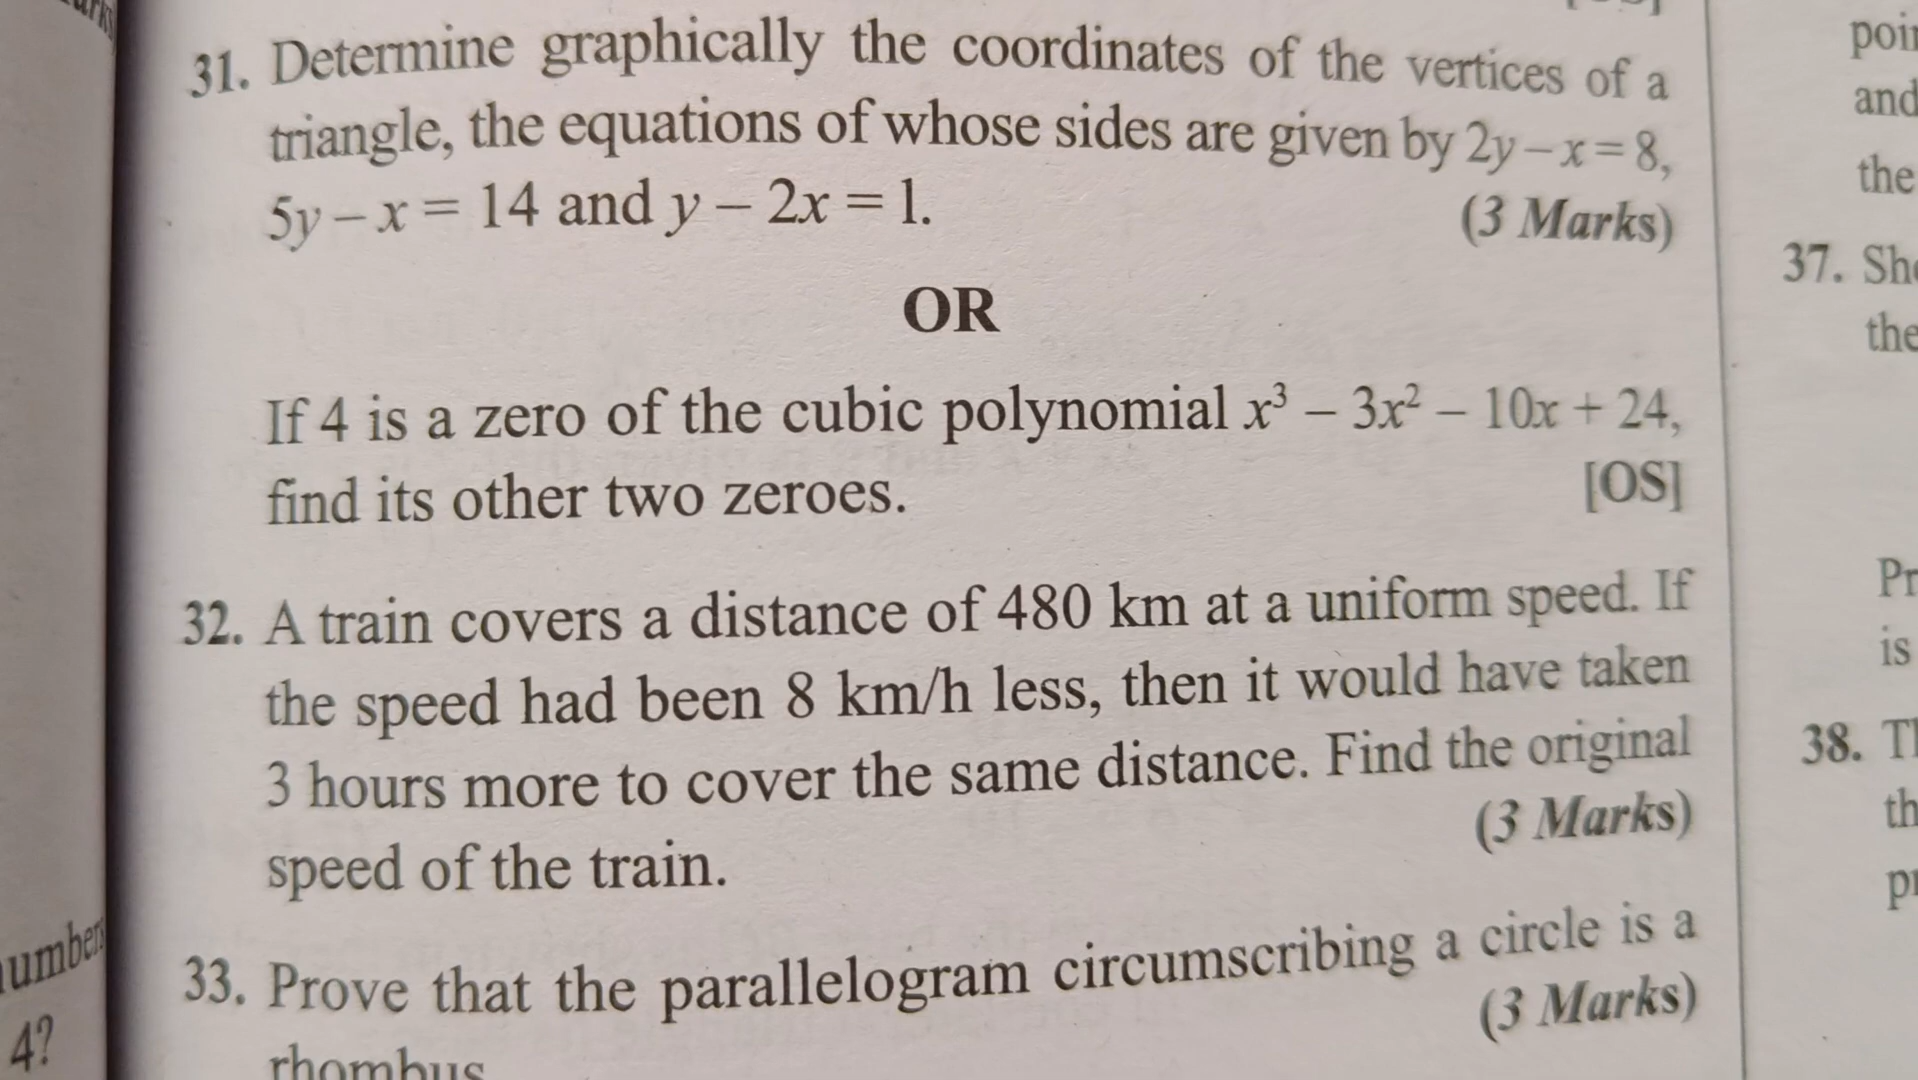 31. Determine graphically the coordinates of the vertices of a
triangle, the equations of whose sides are given by 2y – x = 8,
5y – x = 14 and y – 2x = 1.
(3 Marks)
OR
If 4 is a zero of the cubic polynomial x³ – 3x² – 10x + 24,
find its other two zeroes.
[OS]
32. A train covers a distance of 480 km at a uniform speed. If
the speed had been 8 km/h less, then it would have taken
3 hours more to cover the same distance. Find the original
speed of the train.
(3 Marks)
33. Prove that the parallelogram circumscribing a circle is a
rhombus
(3 Marks)
4?
and
the
37.
the
is
38.